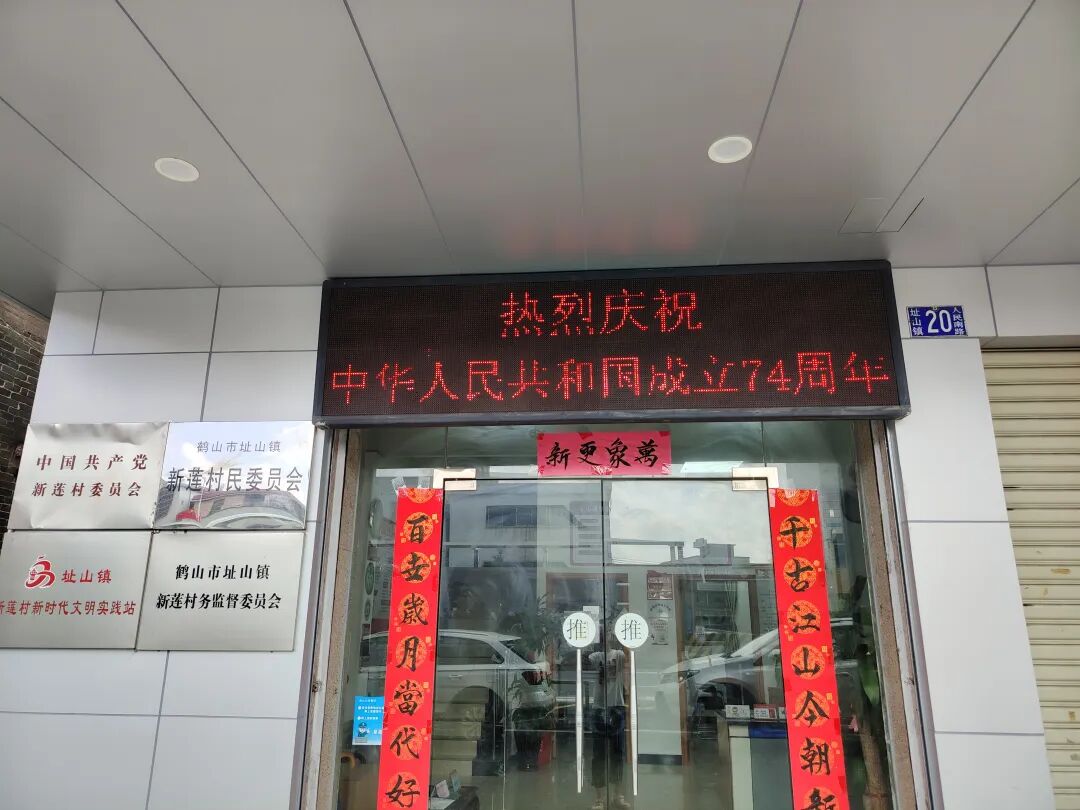 热烈庆祝
中华人民共和国成立74周年
址山镇
20
人民南路
新更象萬
中国共产党
新莲村委员会
鹤山市址山镇
新莲村民委员会
址山镇
新莲村新时代文明实践站
鹤山市址山镇
新莲村务监督委员会
百世歲月當代好
千古江山今朝新
推
推